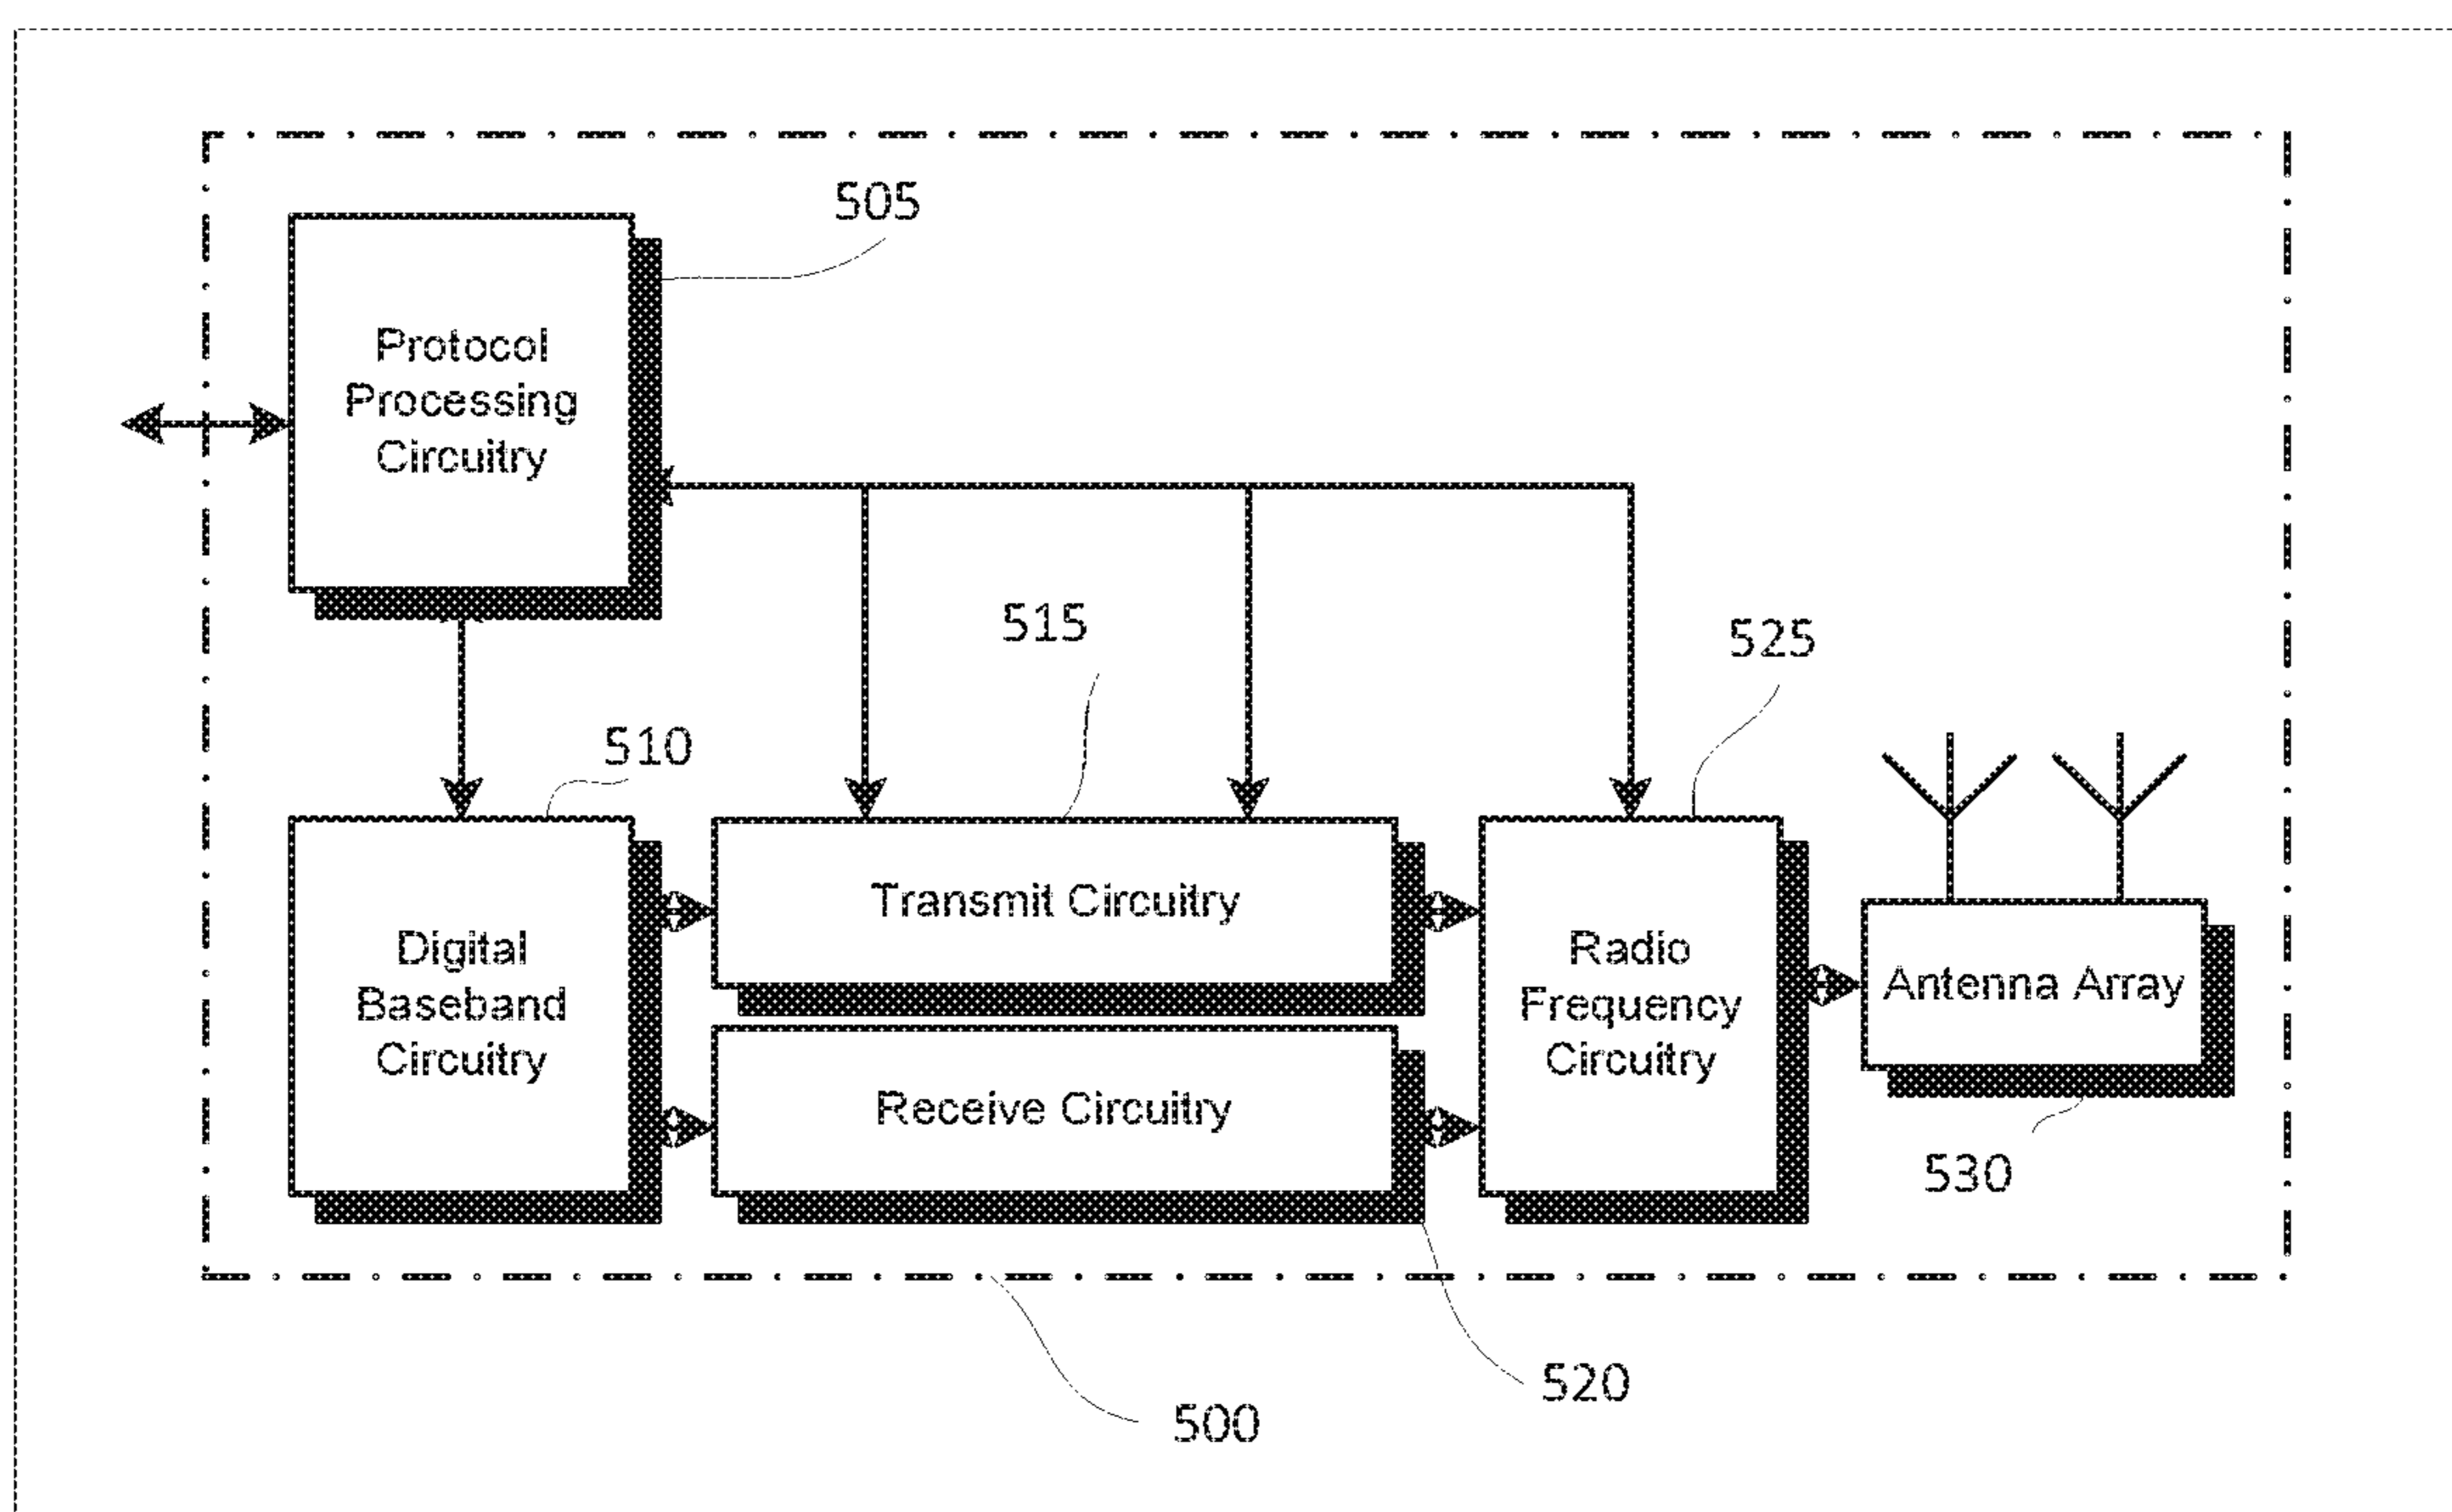 505
Protocol
Processing
Circuitry
515
525
510
Transmit Circuitry
Digital
Baseband
Circuitry
Radio
Frequency
Circuitry
Antenna Array
Receive Circuitry
530
520
500